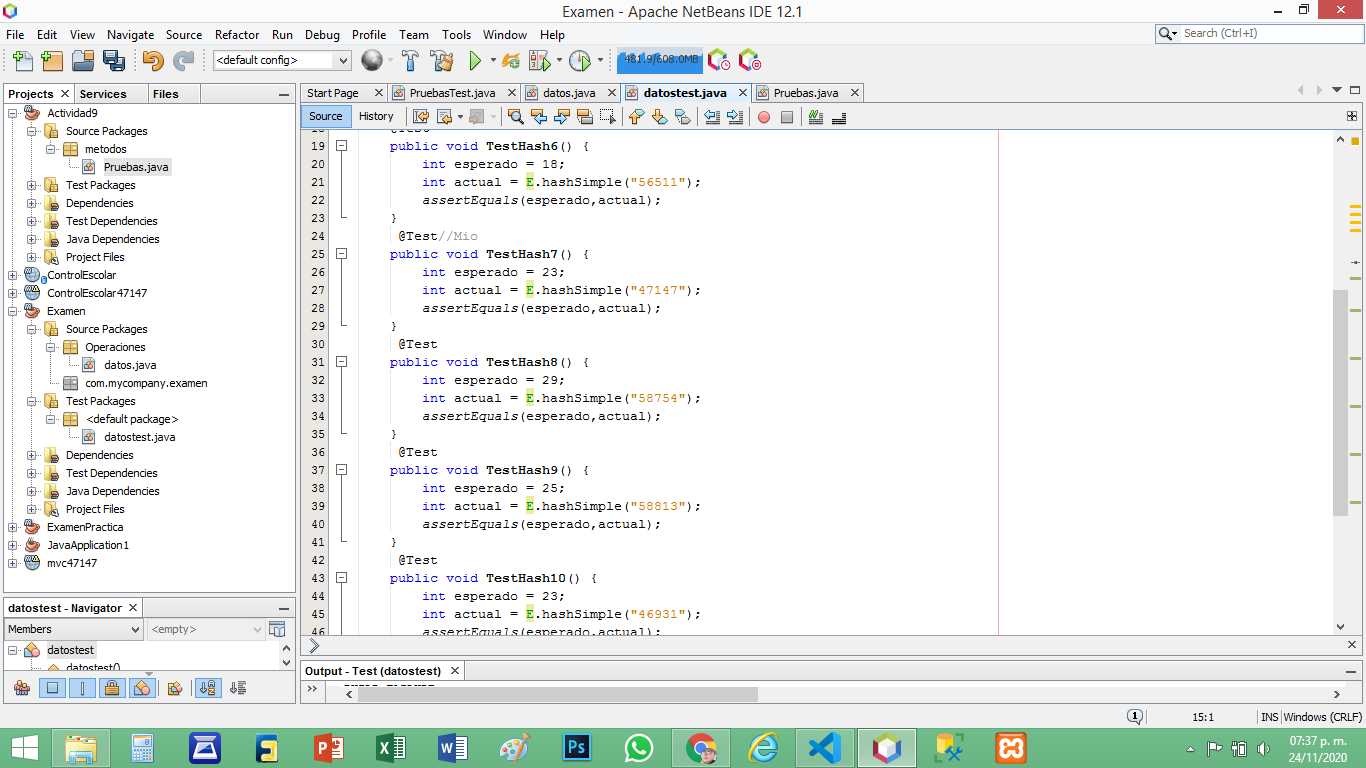 Examen - Apache NetBeans IDE 12.1
File Edit View Navigate Source Refactor Run Debug Profile Team Tools Window Help
Search (Ctrl+I)
<default config>
481.9/608.0MB
Projects
Services
Files
Start Page
PruebasTest.java
datos.java
datostest.java
Pruebas.java
Source History
Actividad9
Source Packages
metodos
Pruebas.java
Test Packages
Dependencies
Test Dependencies
Java Dependencies
Project Files
ControlEscolar
ControlEscolar47147
Examen
Source Packages
Operaciones
datos.java
com.mycompany.examen
Test Packages
<default package>
datostest.java
Dependencies
Test Dependencies
Java Dependencies
Project Files
ExamenPractica
JavaApplication1
mvc47147
18 @Test
19 public void TestHash6() {
20 int esperado = 18;
21 int actual = E.hashSimple("56511");
22 assertEquals(esperado,actual);
23 }
24 @Test//Mio
25 public void TestHash7() {
26 int esperado = 23;
27 int actual = E.hashSimple("47147");
28 assertEquals(esperado,actual);
29 }
30 @Test
31 public void TestHash8() {
32 int esperado = 29;
33 int actual = E.hashSimple("58754");
34 assertEquals(esperado,actual);
35 }
36 @Test
37 public void TestHash9() {
38 int esperado = 25;
39 int actual = E.hashSimple("58813");
40 assertEquals(esperado,actual);
41 }
42 @Test
43 public void TestHash10() {
44 int esperado = 23;
45 int actual = E.hashSimple("46931");
46 assertEquals(esperado,actual);
datostest - Navigator
Members
<empty>
datostest
datostest()
Output - Test (datostest)
1
15:1
INS
Windows (CRLF)
07:37 p. m.
24/11/2020